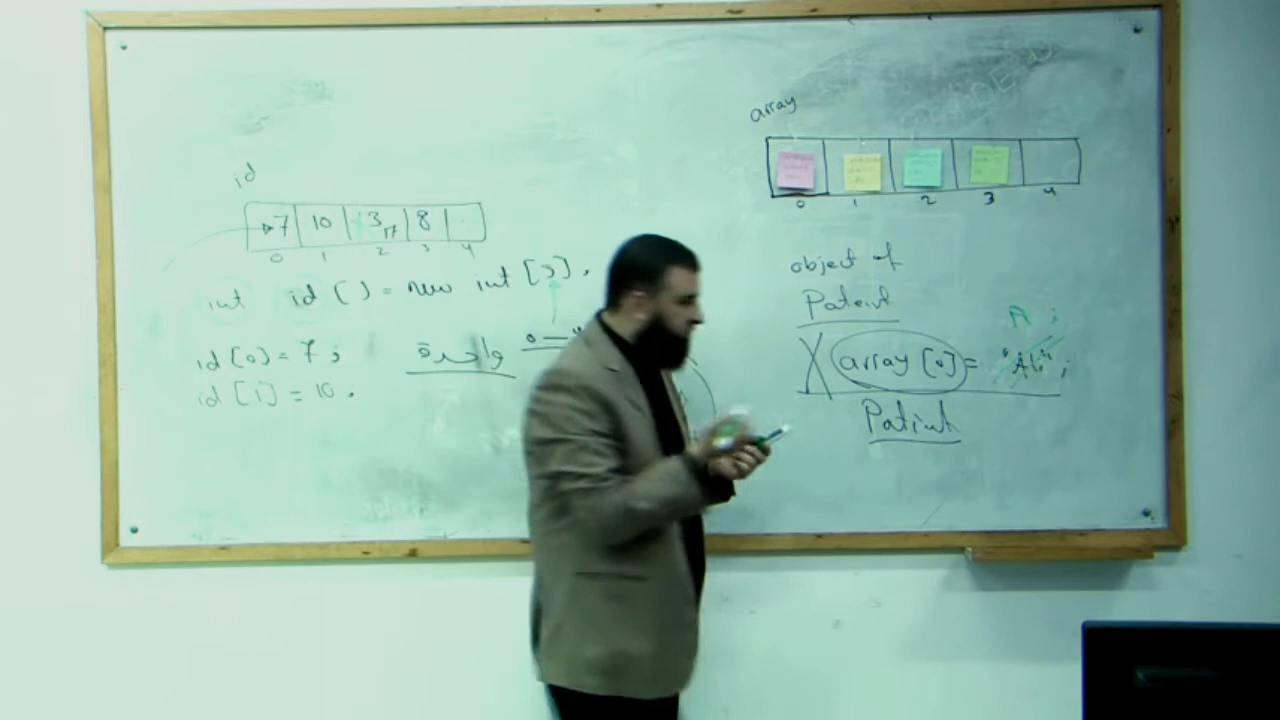 id
7 10 3 17 8
0 1 2 3 4
int id ( ) = new int [5] .
id [0] = 7 ;
واحدة
id [1] = 10 .
array
0 1 2 3 4
object of
Patient
A ;
X array [0] = "Ali" ;
Patient